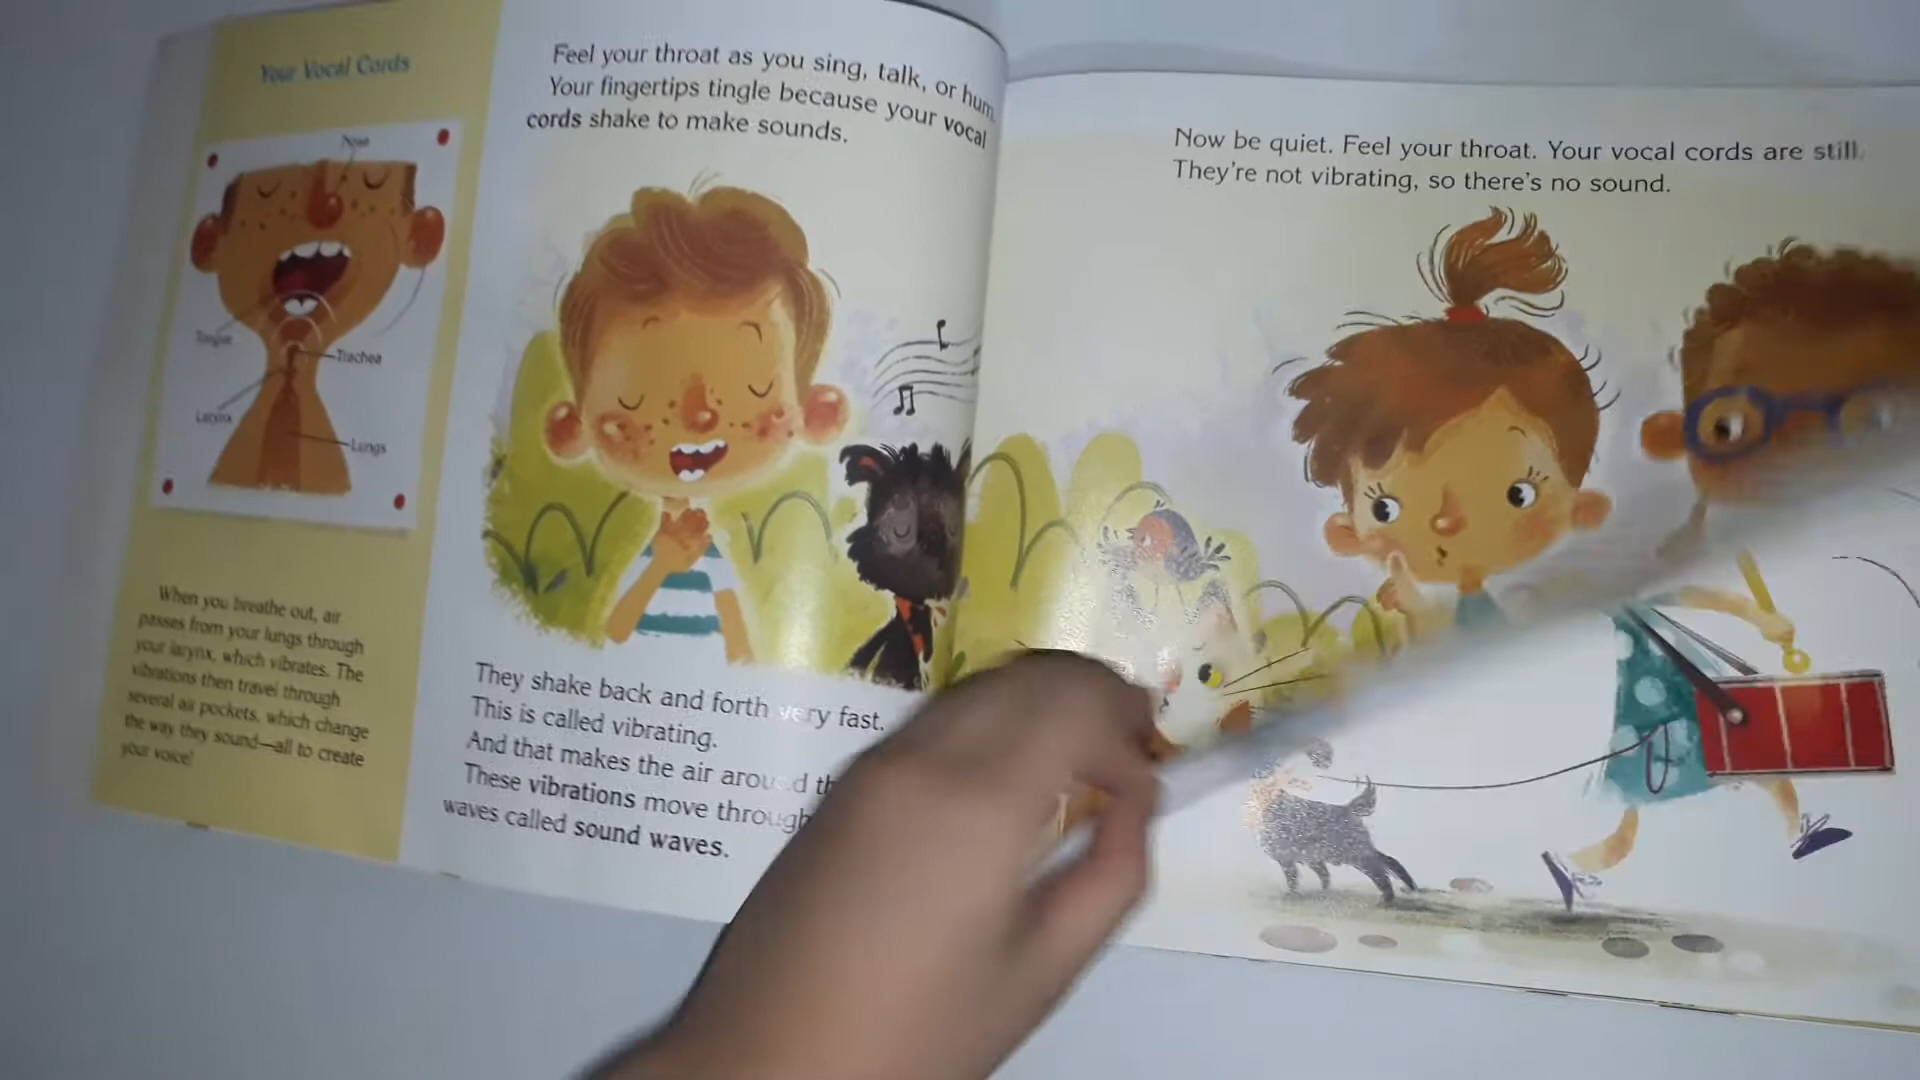 Your Vocal Cords
Nose
Tongue
Trachea
Larynx
Lungs
When you breathe out, air
passes from your lungs through
your larynx, which vibrates. The
vibrations then travel through
several air pockets, which change
the way they sound—all to create
your voice!
Feel your throat as you sing, talk, or hum.
Your fingertips tingle because your vocal
cords shake to make sounds.
They shake back and forth very fast.
This is called vibrating.
And that makes the air around
These vibrations move through
waves called sound waves.
Now be quiet. Feel your throat. Your vocal cords are still.
They're not vibrating, so there's no sound.